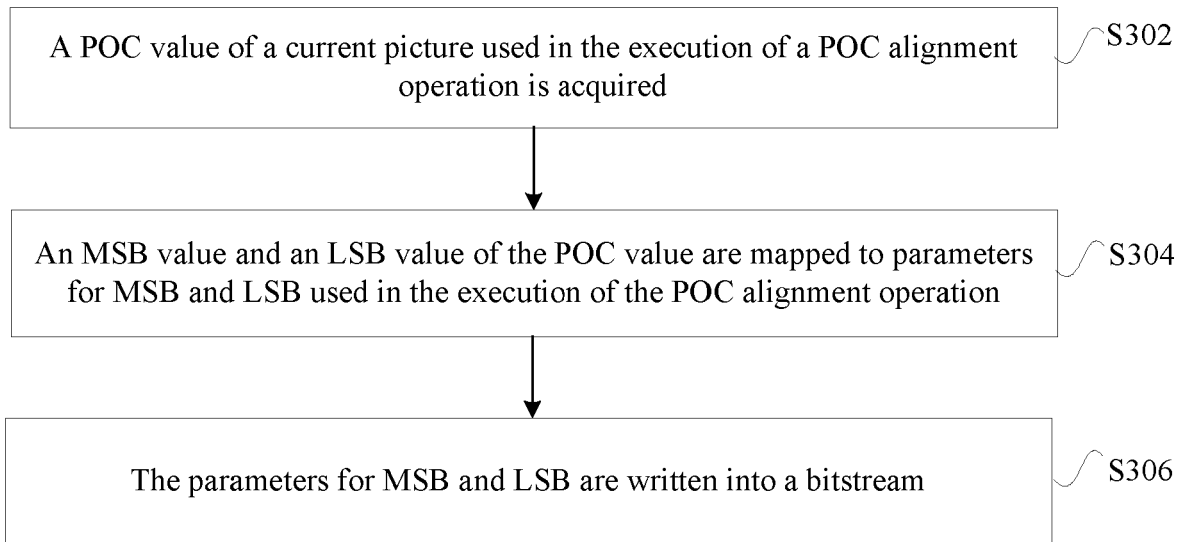 A POC value of a current picture used in the execution of a POC alignment
operation is acquired
S302
An MSB value and an LSB value of the POC value are mapped to parameters
for MSB and LSB used in the execution of the POC alignment operation
S304
The parameters for MSB and LSB are written into a bitstream
S306